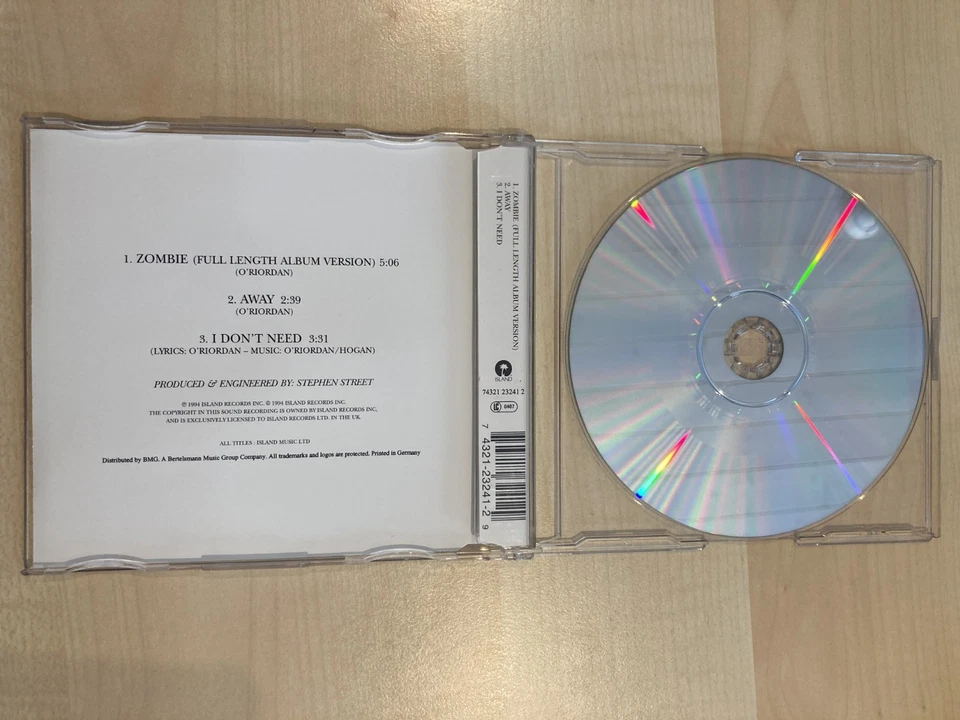 1. ZOMBIE (FULL LENGTH ALBUM VERSION) 5:06
(O'RIORDAN)
2. AWAY 2:39
(O'RIORDAN)
3. I DON'T NEED 3:31
(LYRICS: O'RIORDAN – MUSIC: O'RIORDAN/HOGAN)
PRODUCED & ENGINEERED BY: STEPHEN STREET
℗ 1994 ISLAND RECORDS INC. © 1994 ISLAND RECORDS INC.
THE COPYRIGHT IN THIS SOUND RECORDING IS OWNED BY ISLAND RECORDS INC,
AND IS EXCLUSIVELY LICENSED TO ISLAND RECORDS LTD. IN THE UK.
ALL TITLES - ISLAND MUSIC LTD
Distributed by BMG. A Bertelsmann Music Group Company. All trademarks and logos are protected. Printed in Germany
1. ZOMBIE (FULL LENGTH ALBUM VERSION)
2. AWAY
3. I DON'T NEED
ISLAND
74321 23241 2
LC 0407
7 4321-23241-2 9